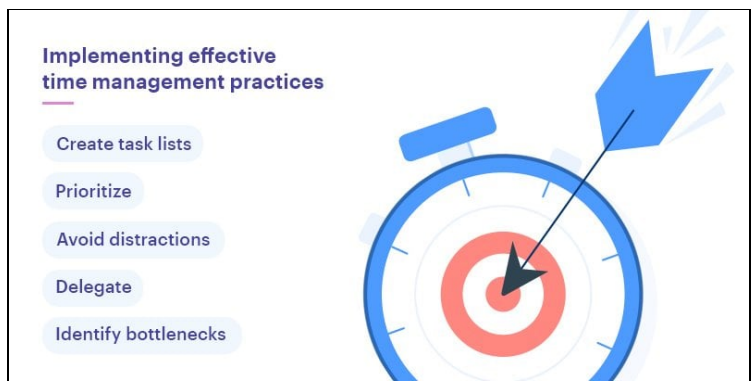 Implementing effective
time management practices
Create task lists
Prioritize
Avoid distractions
Delegate
Identify bottlenecks